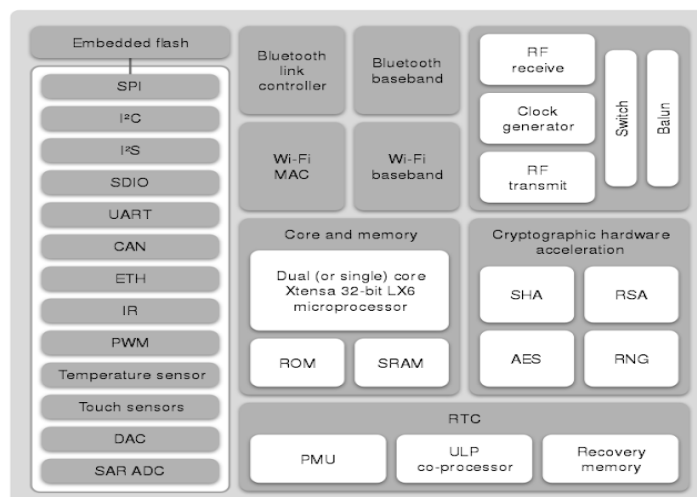 Embedded flash
SPI
I²C
I²S
SDIO
UART
CAN
ETH
IR
PWM
Temperature sensor
Touch sensors
DAC
SAR ADC
Bluetooth
link
controller
Bluetooth
baseband
Wi-Fi
MAC
Wi-Fi
baseband
RF
receive
Clock
generator
RF
transmit
Switch
Balun
Core and memory
Dual (or single) core
Xtensa 32-bit LX6
microprocessor
ROM
SRAM
Cryptographic hardware
acceleration
SHA
RSA
AES
RNG
RTC
PMU
ULP
co-processor
Recovery
memory